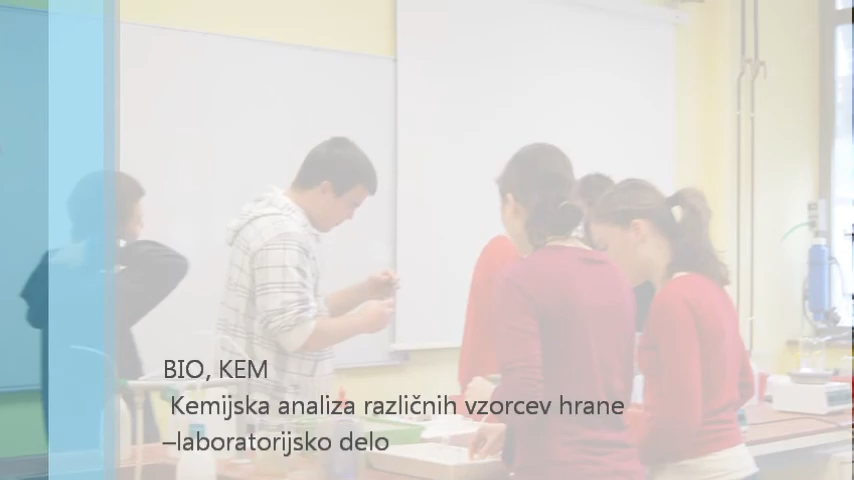 BIO, KEM
Kemijska analiza različnih vzorcev hrane
–laboratorijsko delo